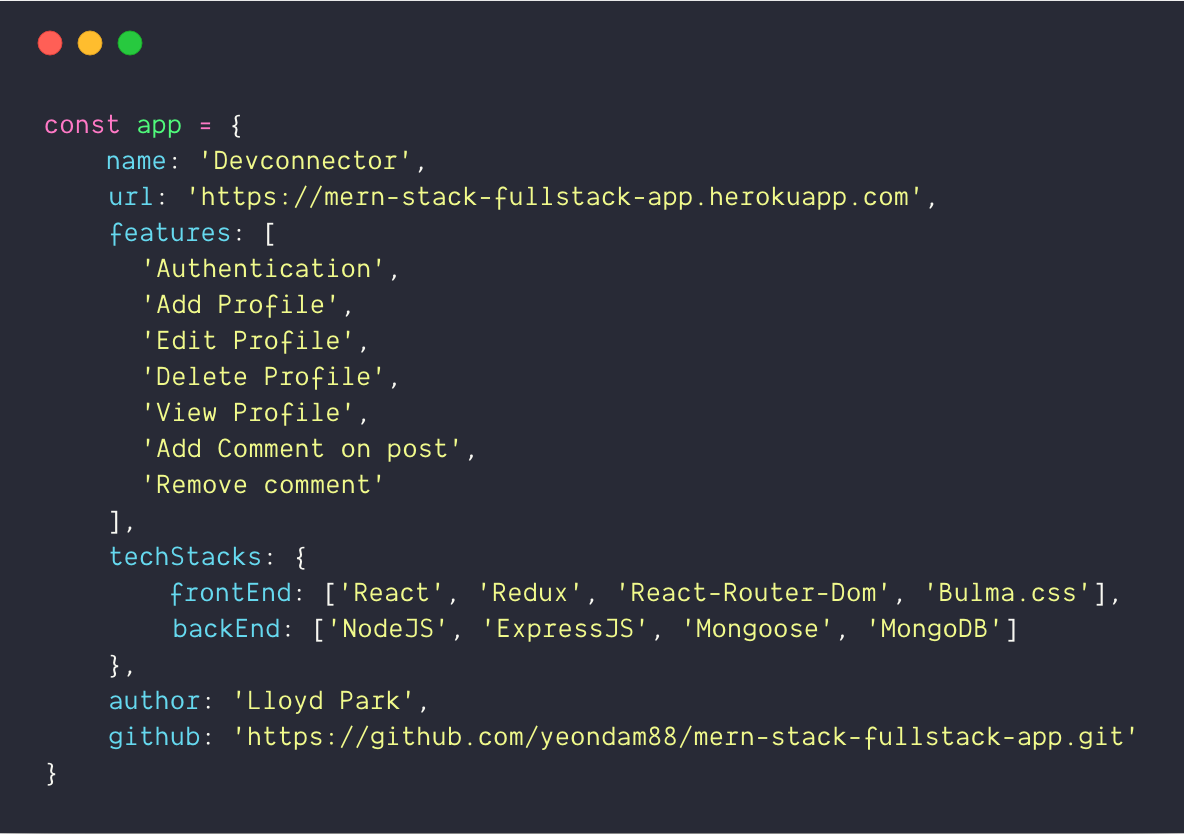 const app = {
    name: 'Devconnector',
    url: 'https://mern-stack-fullstack-app.herokuapp.com',
    features: [
      'Authentication',
      'Add Profile',
      'Edit Profile',
      'Delete Profile',
      'View Profile',
      'Add Comment on post',
      'Remove comment'
    ],
    techStacks: {
        frontEnd: ['React', 'Redux', 'React-Router-Dom', 'Bulma.css'],
        backEnd: ['NodeJS', 'ExpressJS', 'Mongoose', 'MongoDB']
    },
    author: 'Lloyd Park',
    github: 'https://github.com/yeondam88/mern-stack-fullstack-app.git'
}